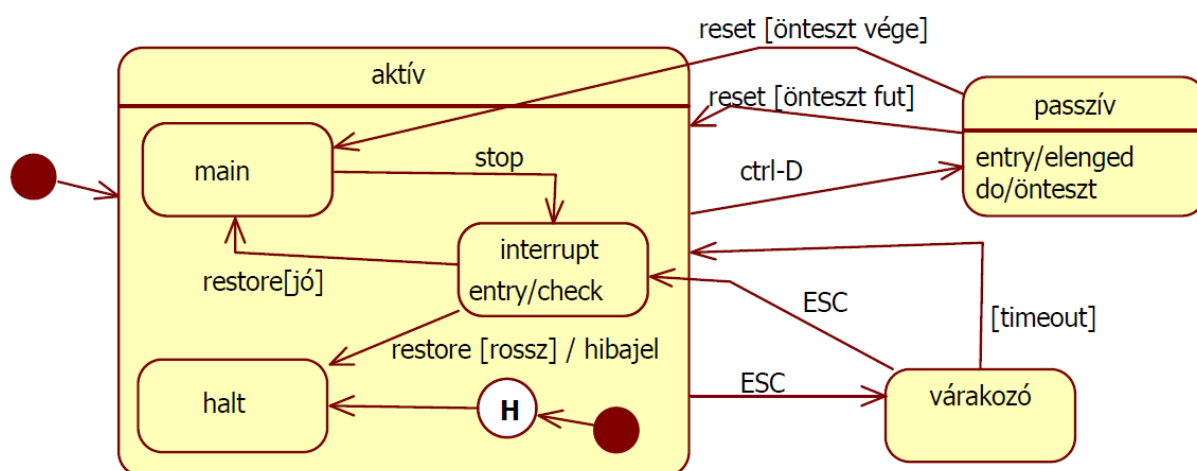 reset [önteszt vége]
aktív
reset [önteszt fut]
passzív
main
stop
ctrl-D
entry/elenged
do/önteszt
interrupt
entry/check
restore[jó]
ESC
[timeout]
restore [rossz] / hibajel
halt
H
ESC
várakozó